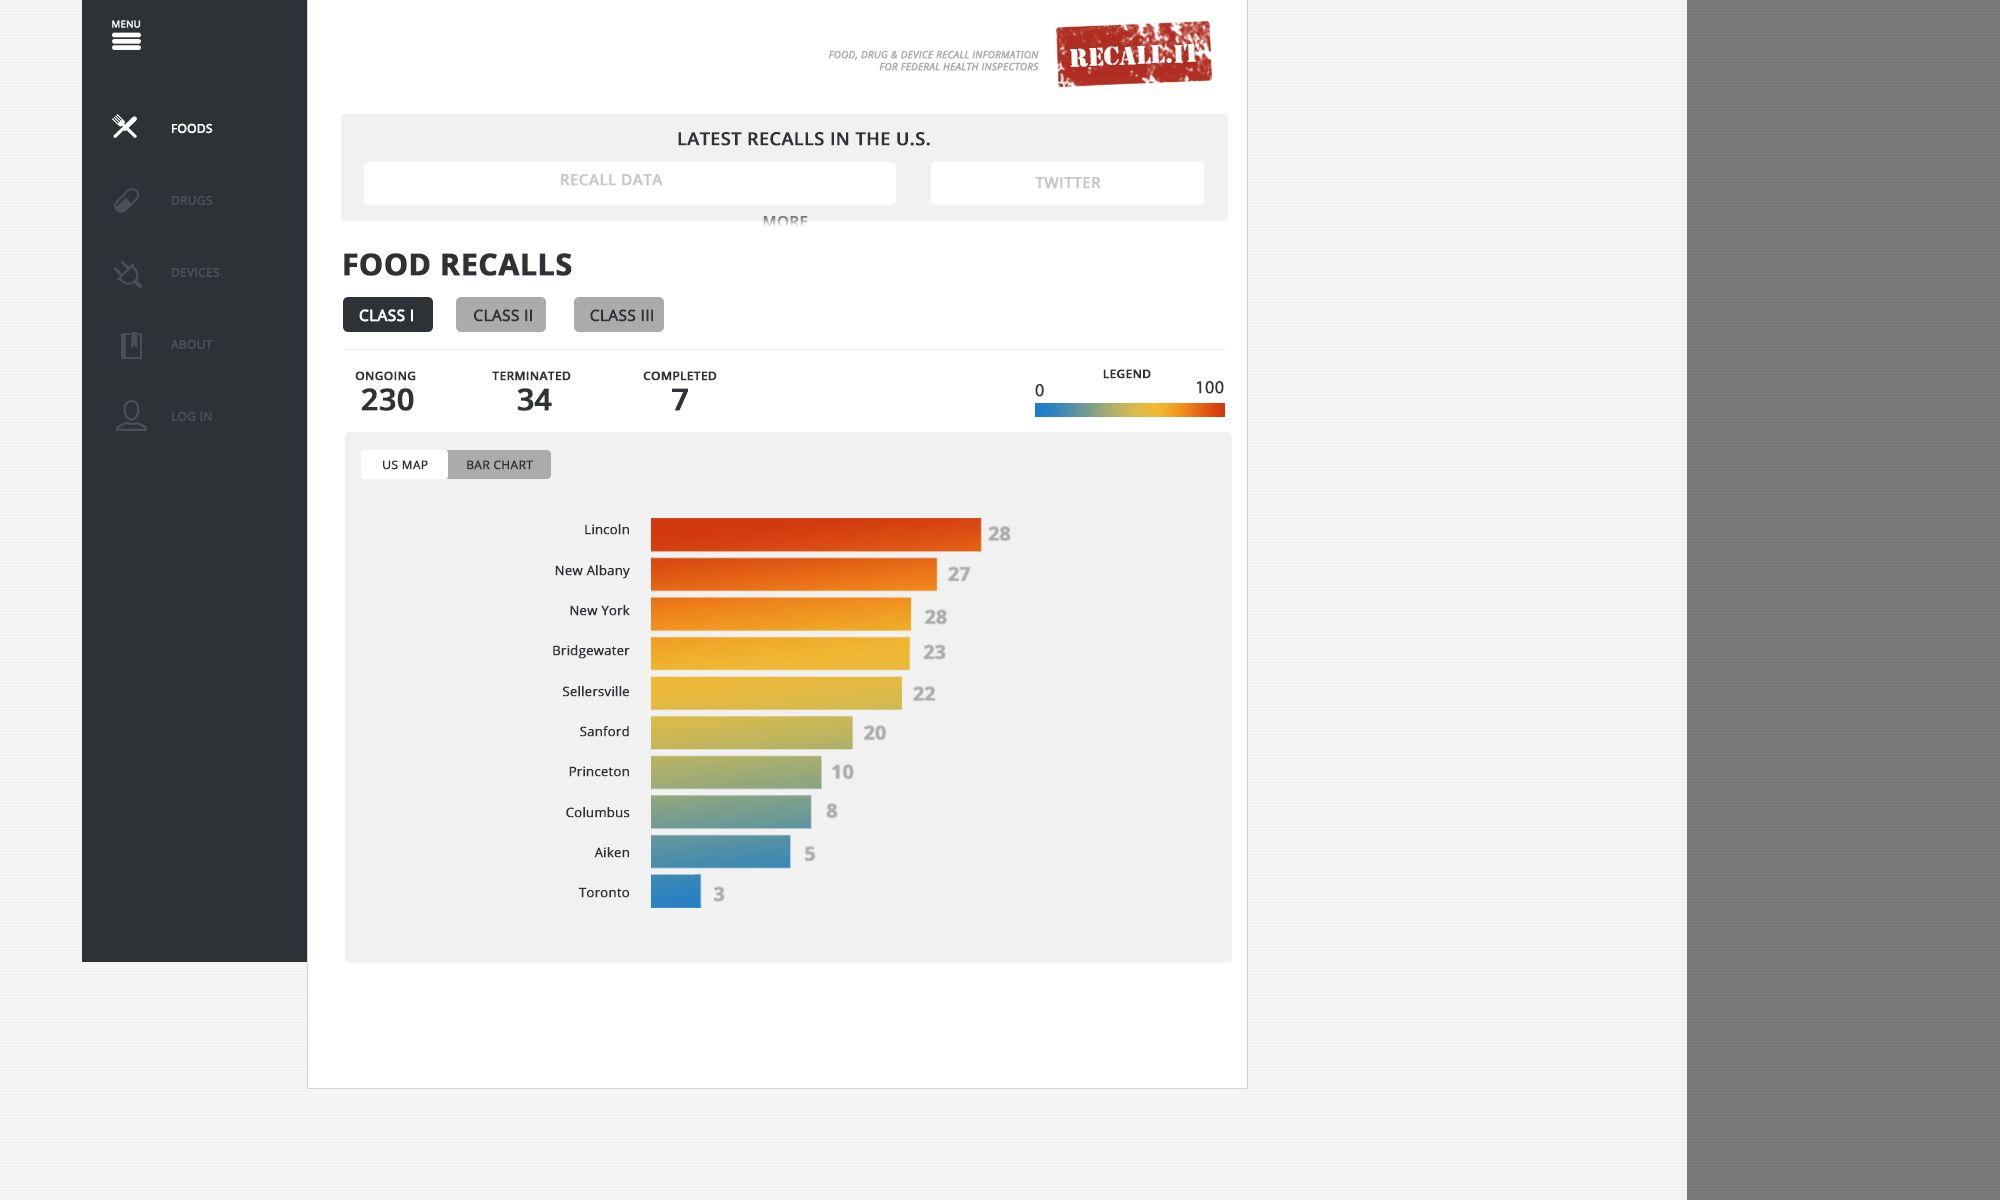 MENU
FOODS
DRUGS
DEVICES
ABOUT
LOG IN
FOOD, DRUG & DEVICE RECALL INFORMATION
FOR FEDERAL HEALTH INSPECTORS
RECALL.IT
LATEST RECALLS IN THE U.S.
RECALL DATA
TWITTER
MORE
FOOD RECALLS
CLASS I
CLASS II
CLASS III
ONGOING
230
TERMINATED
34
COMPLETED
7
LEGEND
0 100
US MAP
BAR CHART
Lincoln 28
New Albany 27
New York 28
Bridgewater 23
Sellersville 22
Sanford 20
Princeton 10
Columbus 8
Aiken 5
Toronto 3